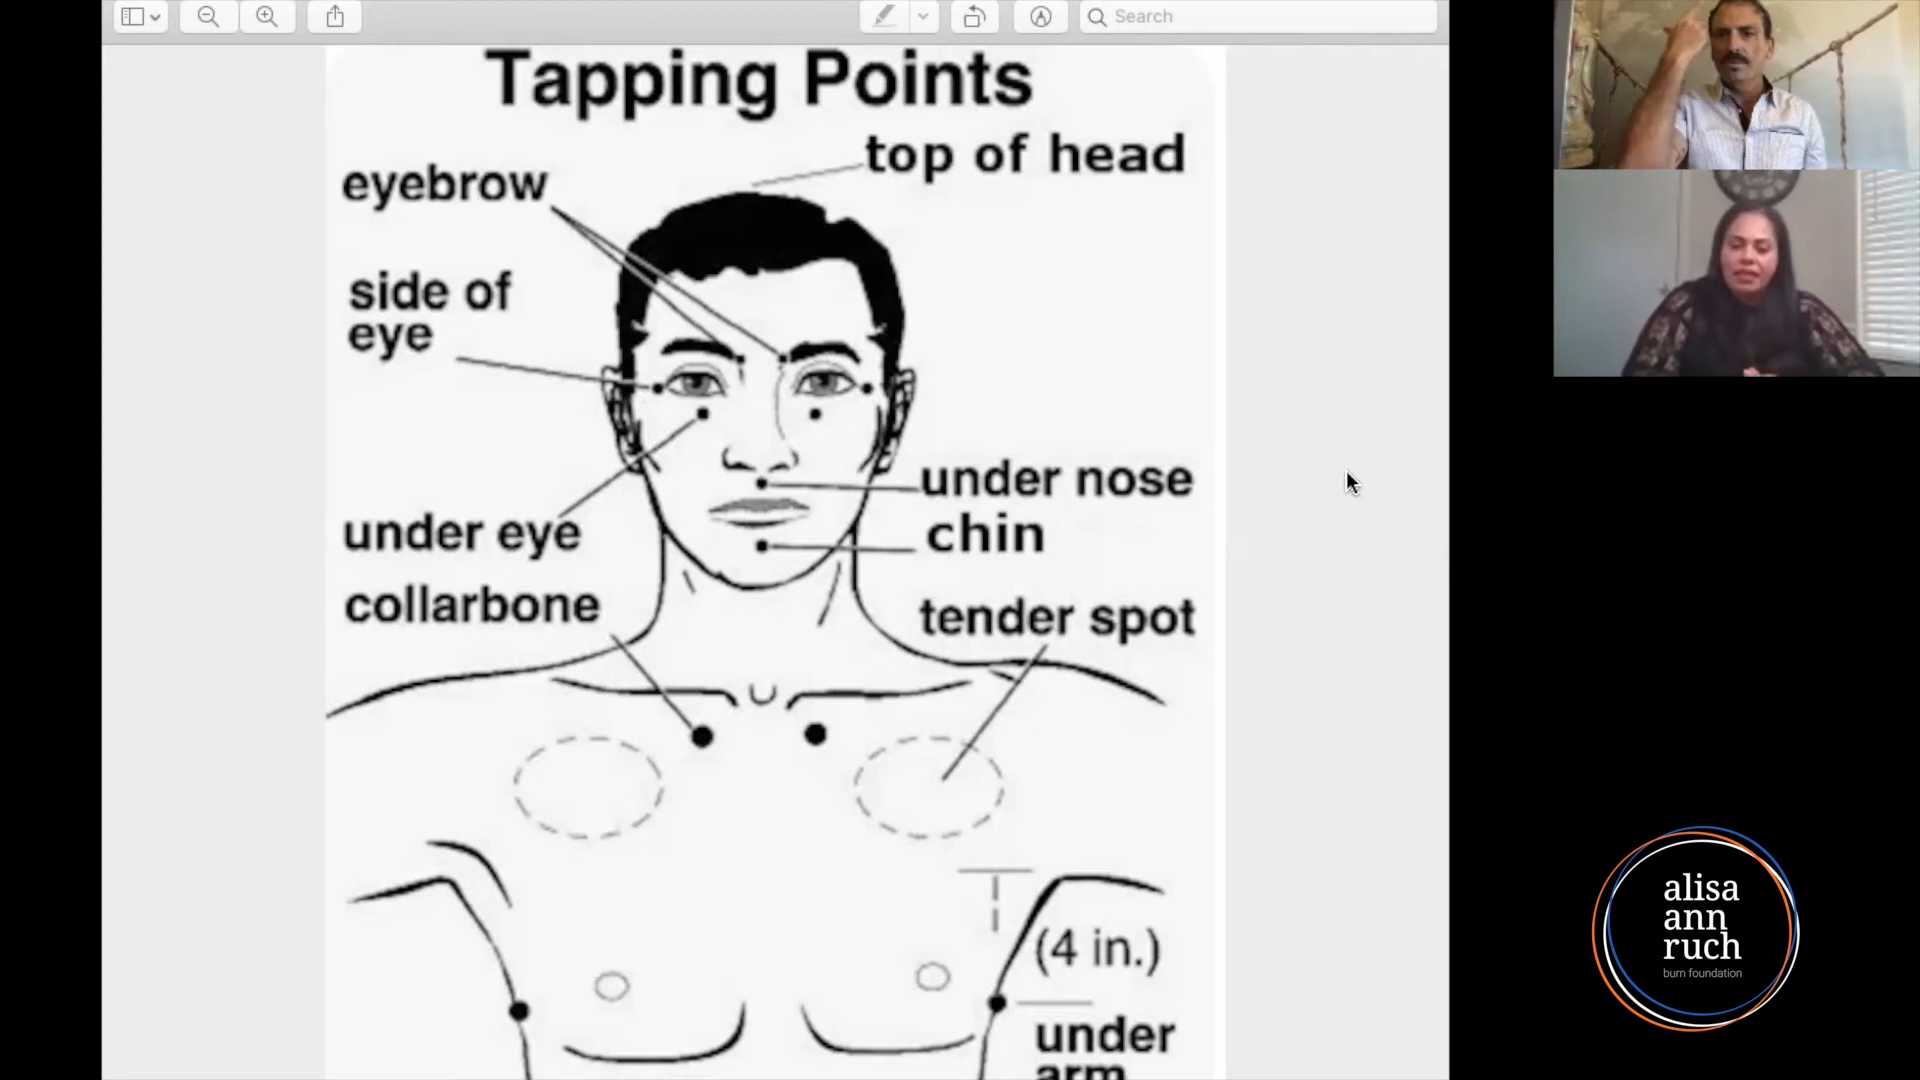 Search
Tapping Points
top of head
eyebrow
side of
eye
under nose
under eye
chin
collarbone
tender spot
(4 in.)
under
arm
alisa
ann
ruch
burn foundation